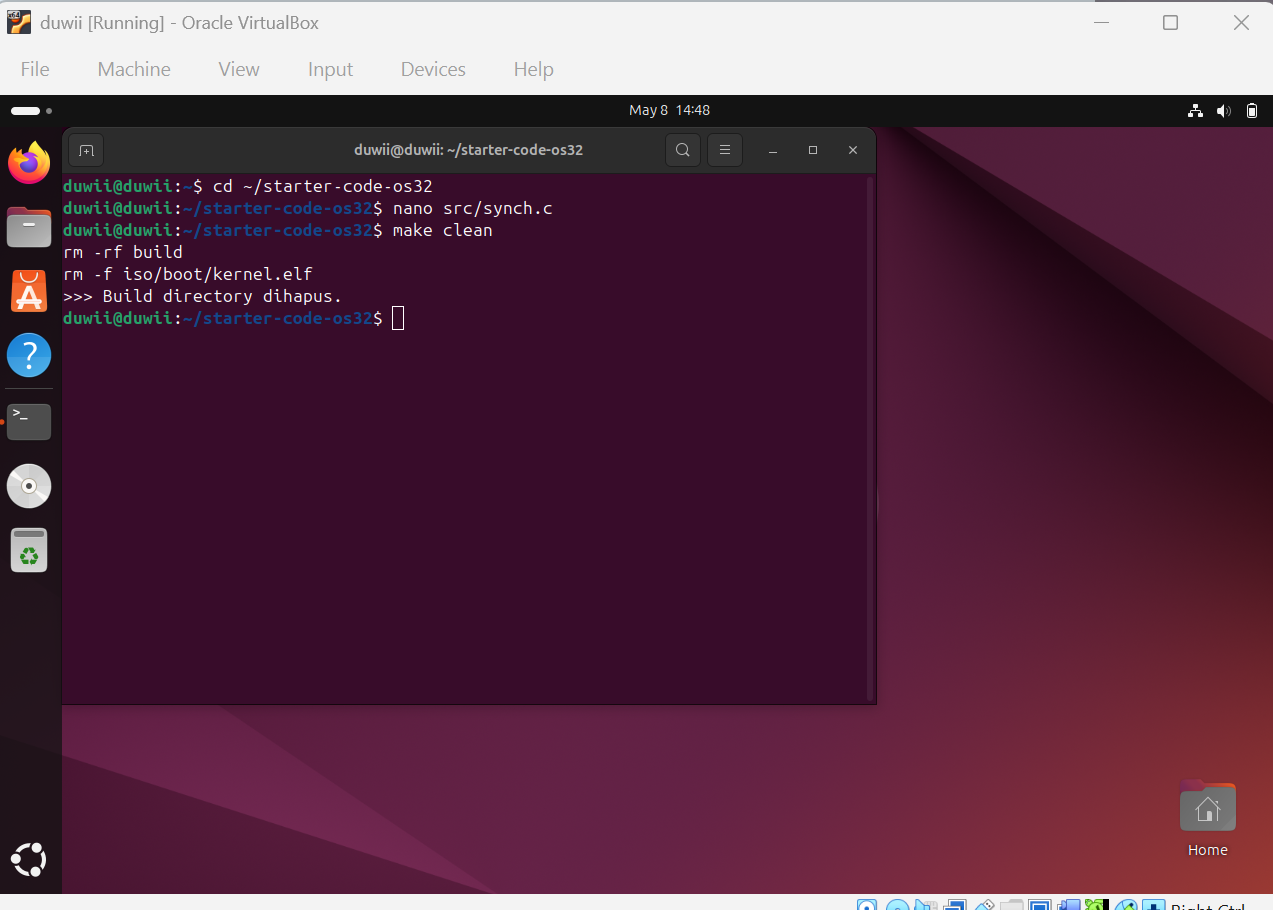 duwii [Running] - Oracle VirtualBox
File Machine View Input Devices Help
May 8 14:48
duwii@duwii: ~/starter-code-os32
duwii@duwii:~$ cd ~/starter-code-os32
duwii@duwii:~/starter-code-os32$ nano src/synch.c
duwii@duwii:~/starter-code-os32$ make clean
rm -rf build
rm -f iso/boot/kernel.elf
>>> Build directory dihapus.
duwii@duwii:~/starter-code-os32$
Home
Right Ctrl